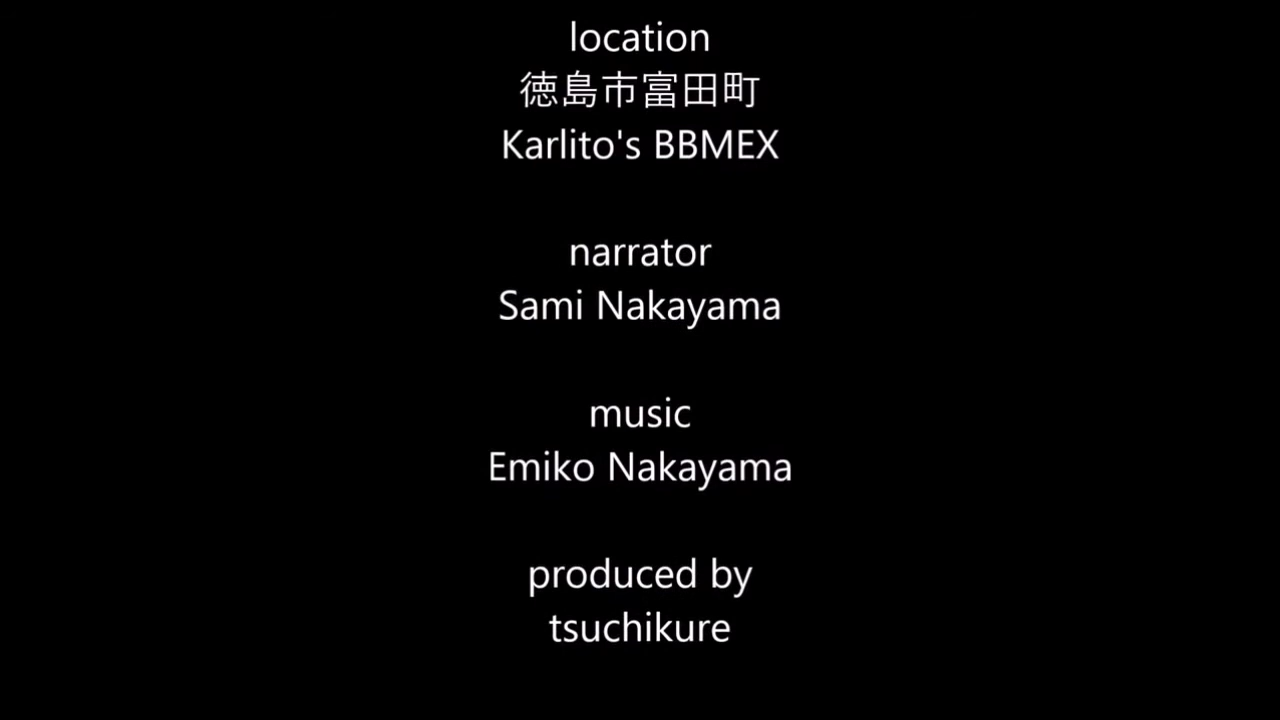 location
徳島市富田町
Karlito's BBMEX
narrator
Sami Nakayama
music
Emiko Nakayama
produced by
tsuchikure